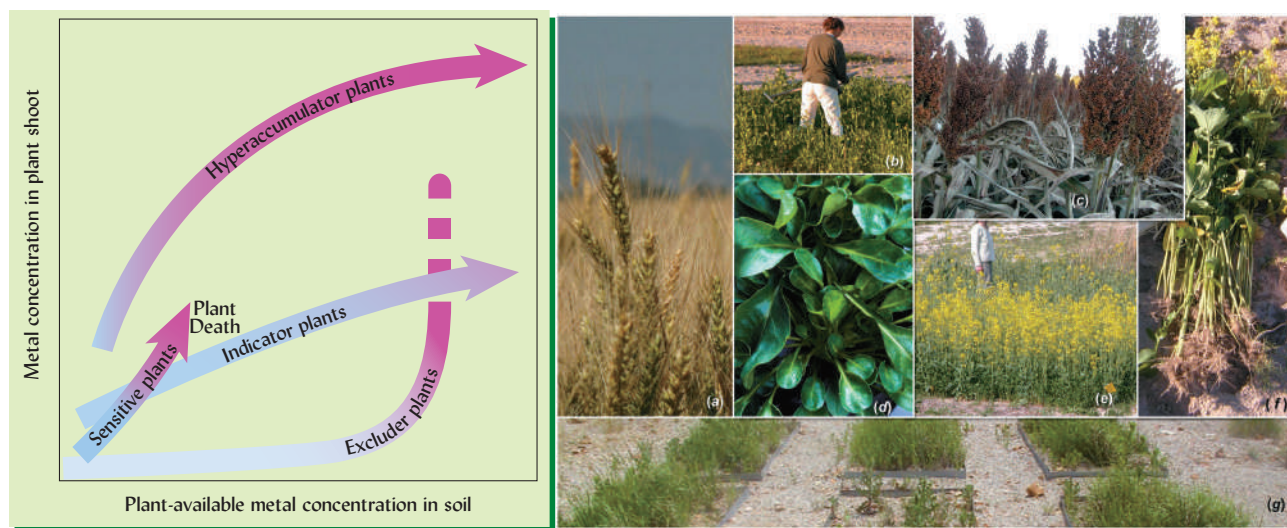 Metal concentration in plant shoot
Hyperaccumulator plants
Plant
Death
Sensitive plants
Indicator plants
Excluder plants
Plant-available metal concentration in soil
(a)
(b)
(c)
(d)
(e)
(f)
(g)